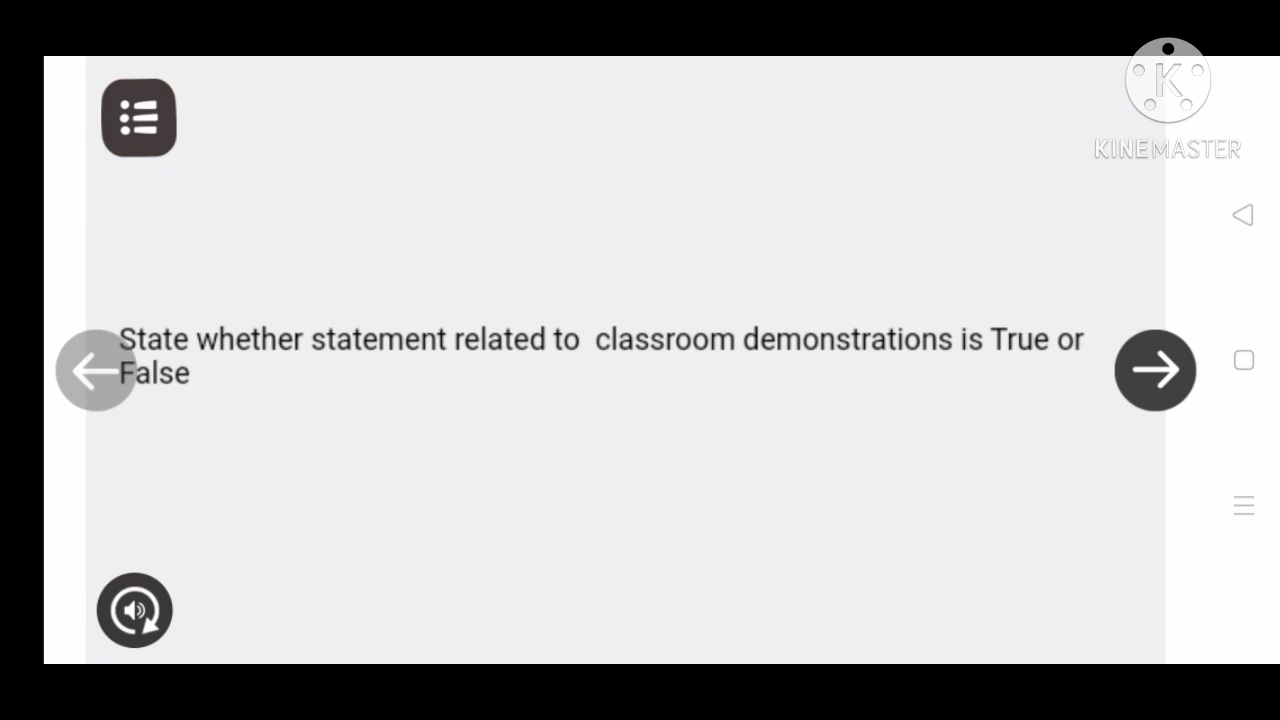 K
KINEMASTER
State whether statement related to classroom demonstrations is True or
False